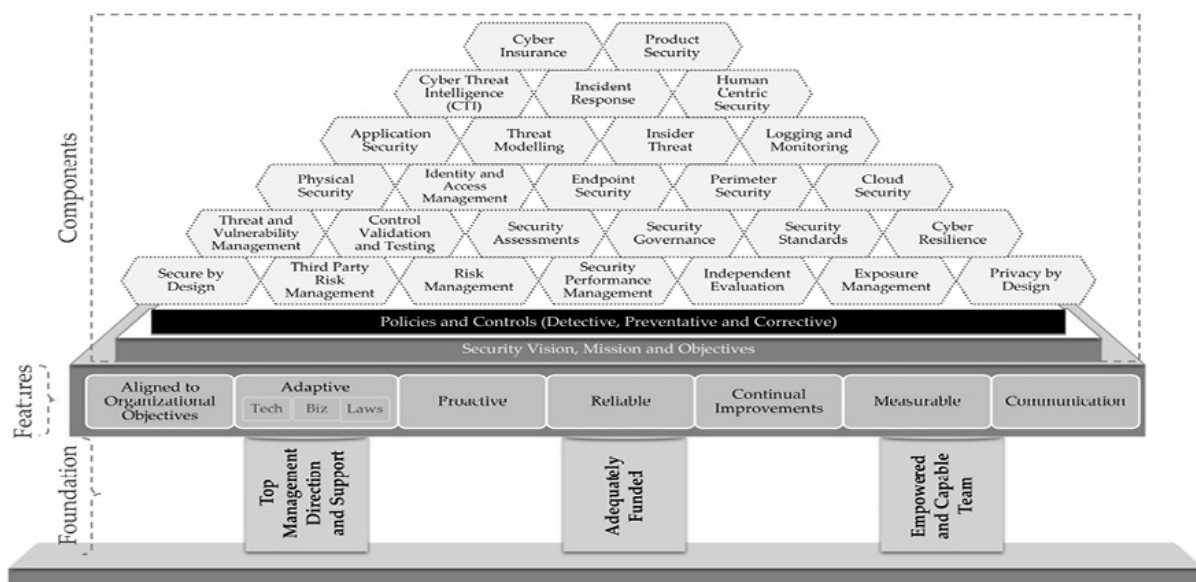 Cyber
Insurance
Product
Security
Cyber Threat
Intelligence
(CTI)
Incident
Response
Human
Centric
Security
Application
Security
Threat
Modelling
Insider
Threat
Logging and
Monitoring
Physical
Security
Identity and
Access
Management
Endpoint
Security
Perimeter
Security
Cloud
Security
Threat and
Vulnerability
Management
Control
Validation
and Testing
Security
Assessments
Security
Governance
Security
Standards
Cyber
Resilience
Secure by
Design
Third Party
Risk
Management
Risk
Management
Security
Performance
Management
Independent
Evaluation
Exposure
Management
Privacy by
Design
Components
Policies and Controls (Detective, Preventative and Corrective)
Security Vision, Mission and Objectives
Features
Aligned to
Organizational
Objectives
Adaptive
Tech
Biz
Laws
Proactive
Reliable
Continual
Improvements
Measurable
Communication
Foundation
Top
Management
Direction
and Support
Adequately
Funded
Empowered
and Capable
Team